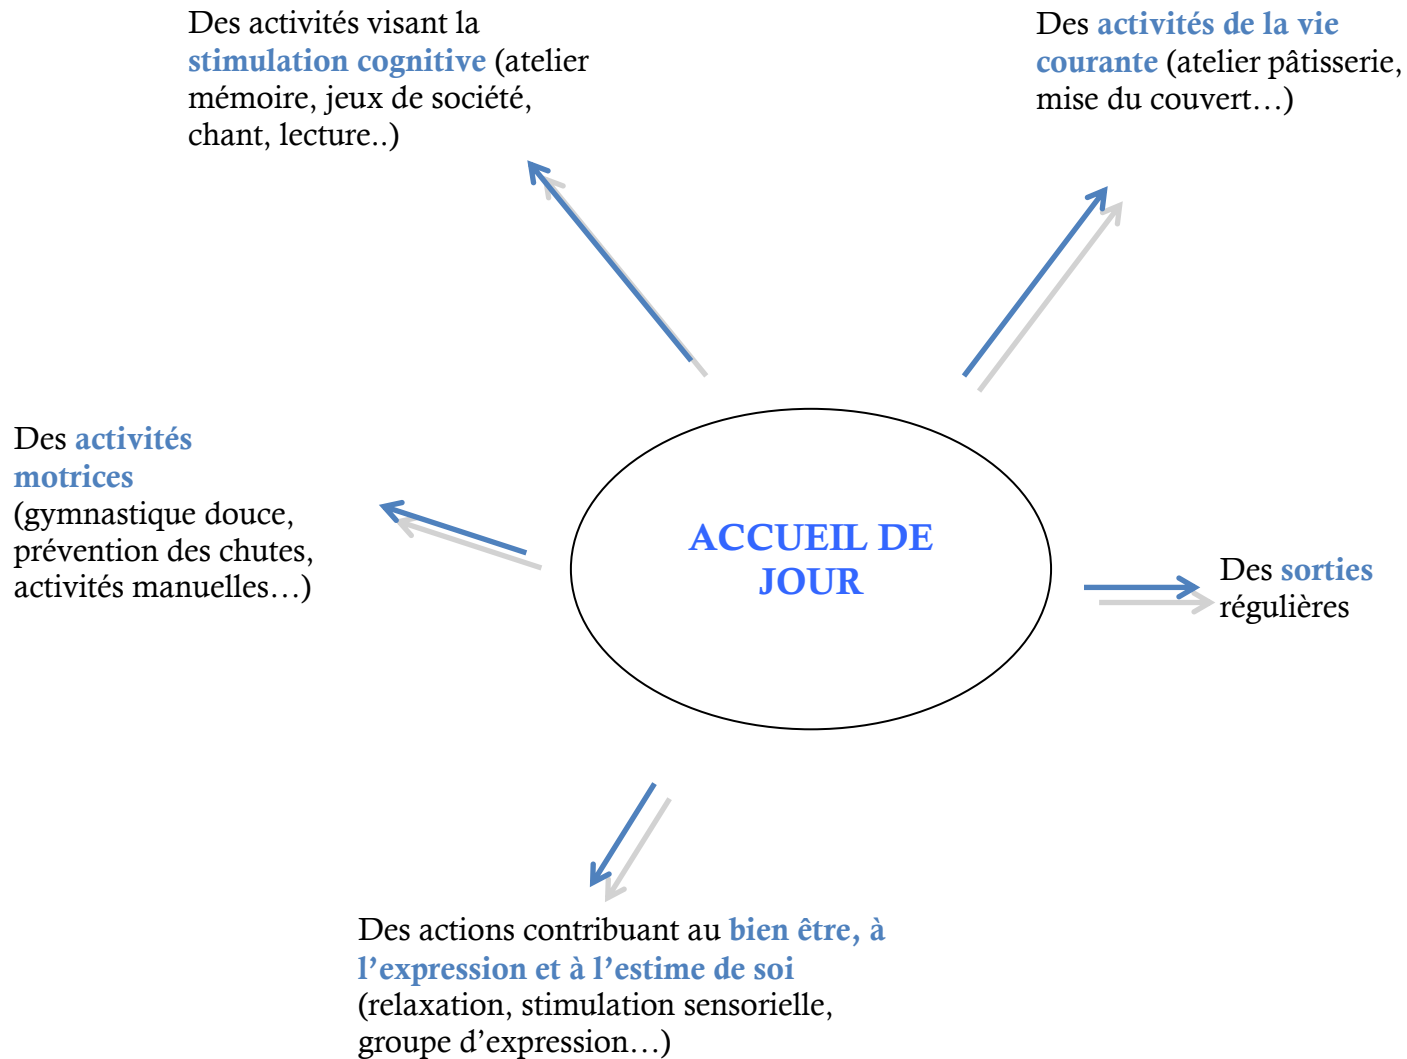 Des activités visant la
stimulation cognitive (atelier
mémoire, jeux de société,
chant, lecture..)
Des activités de la vie
courante (atelier pâtisserie,
mise du couvert…)
Des activités
motrices
(gymnastique douce,
prévention des chutes,
activités manuelles…)
ACCUEIL DE
JOUR
Des sorties
régulières
Des actions contribuant au bien être, à
l’expression et à l’estime de soi
(relaxation, stimulation sensorielle,
groupe d’expression…)